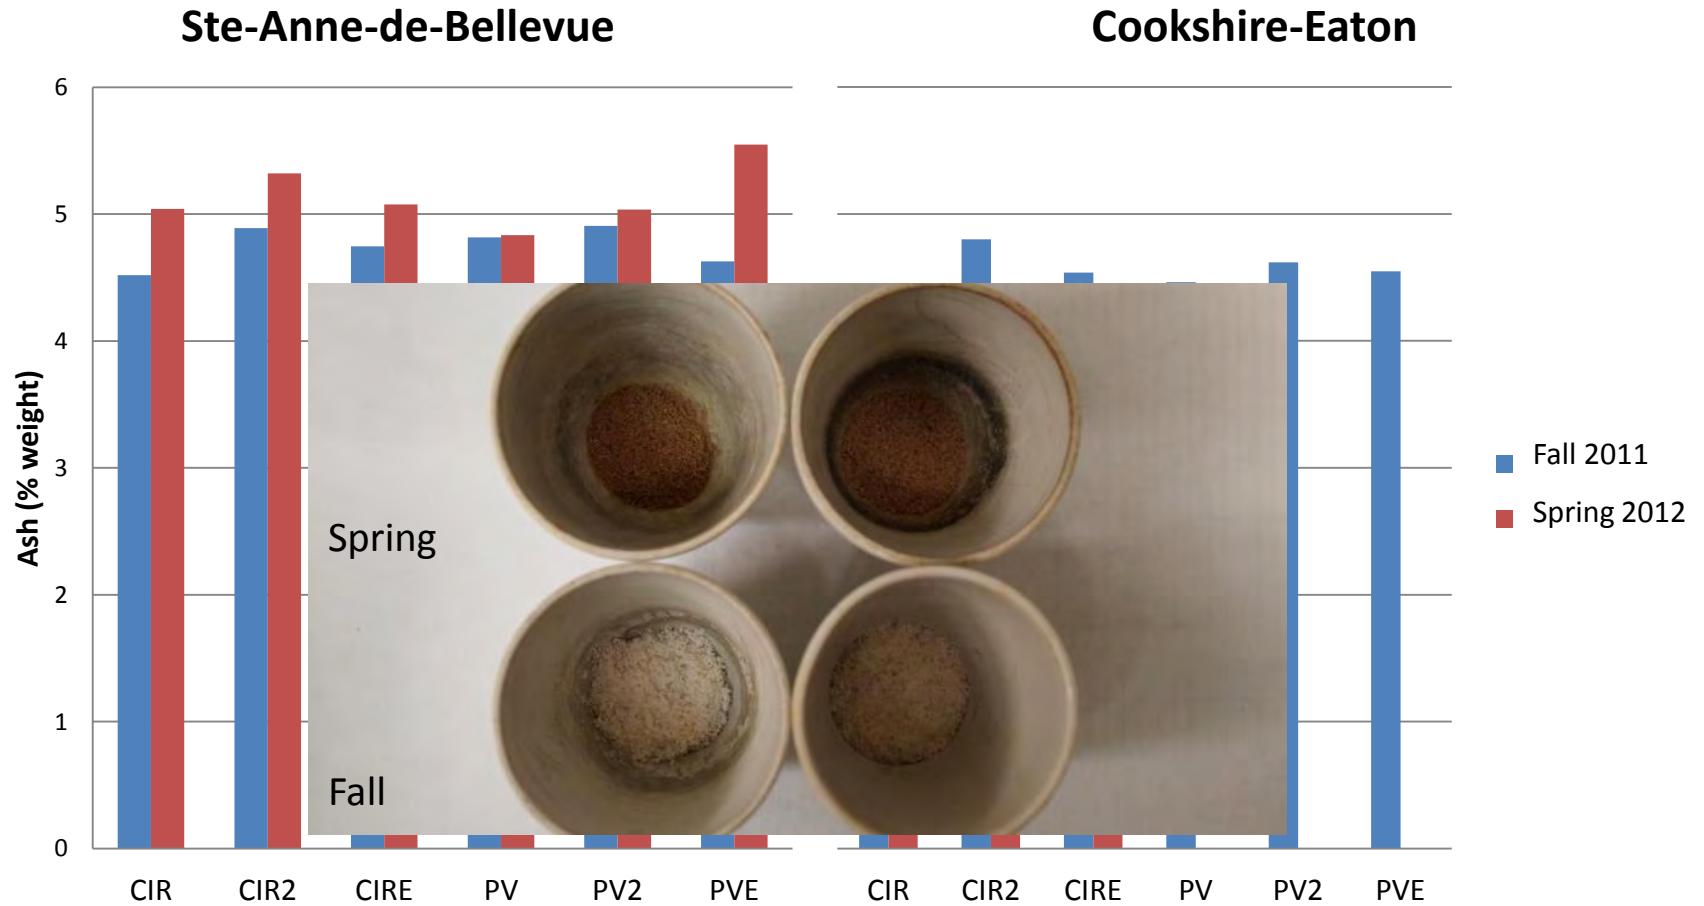 Ste-Anne-de-Bellevue
Cookshire-Eaton
6
5
4
3
2
1
0
Ash (% weight)
Spring
Fall
Fall 2011
Spring 2012
CIR CIR2 CIRE PV PV2 PVE
CIR CIR2 CIRE PV PV2 PVE